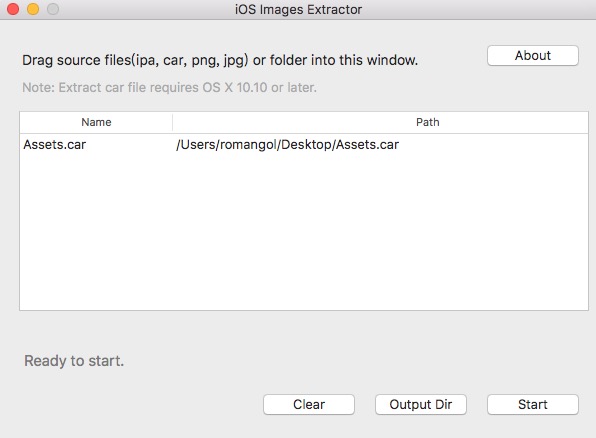 iOS Images Extractor
Drag source files(ipa, car, png, jpg) or folder into this window.
About
Note: Extract car file requires OS X 10.10 or later.
Name Path
Assets.car /Users/romangol/Desktop/Assets.car
Ready to start.
Clear Output Dir Start